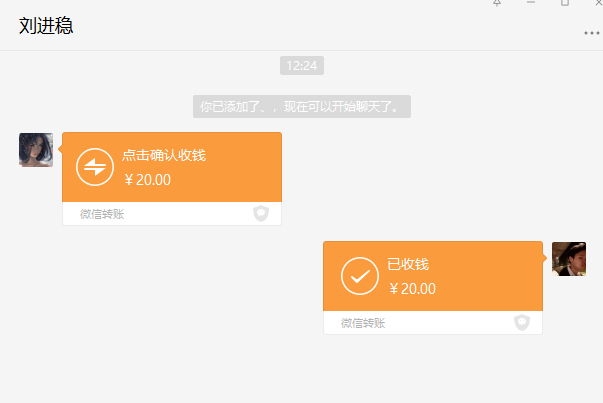 刘进稳
12:24
你已添加了、，现在可以开始聊天了。
点击确认收钱
￥20.00
微信转账
已收钱
￥20.00
微信转账